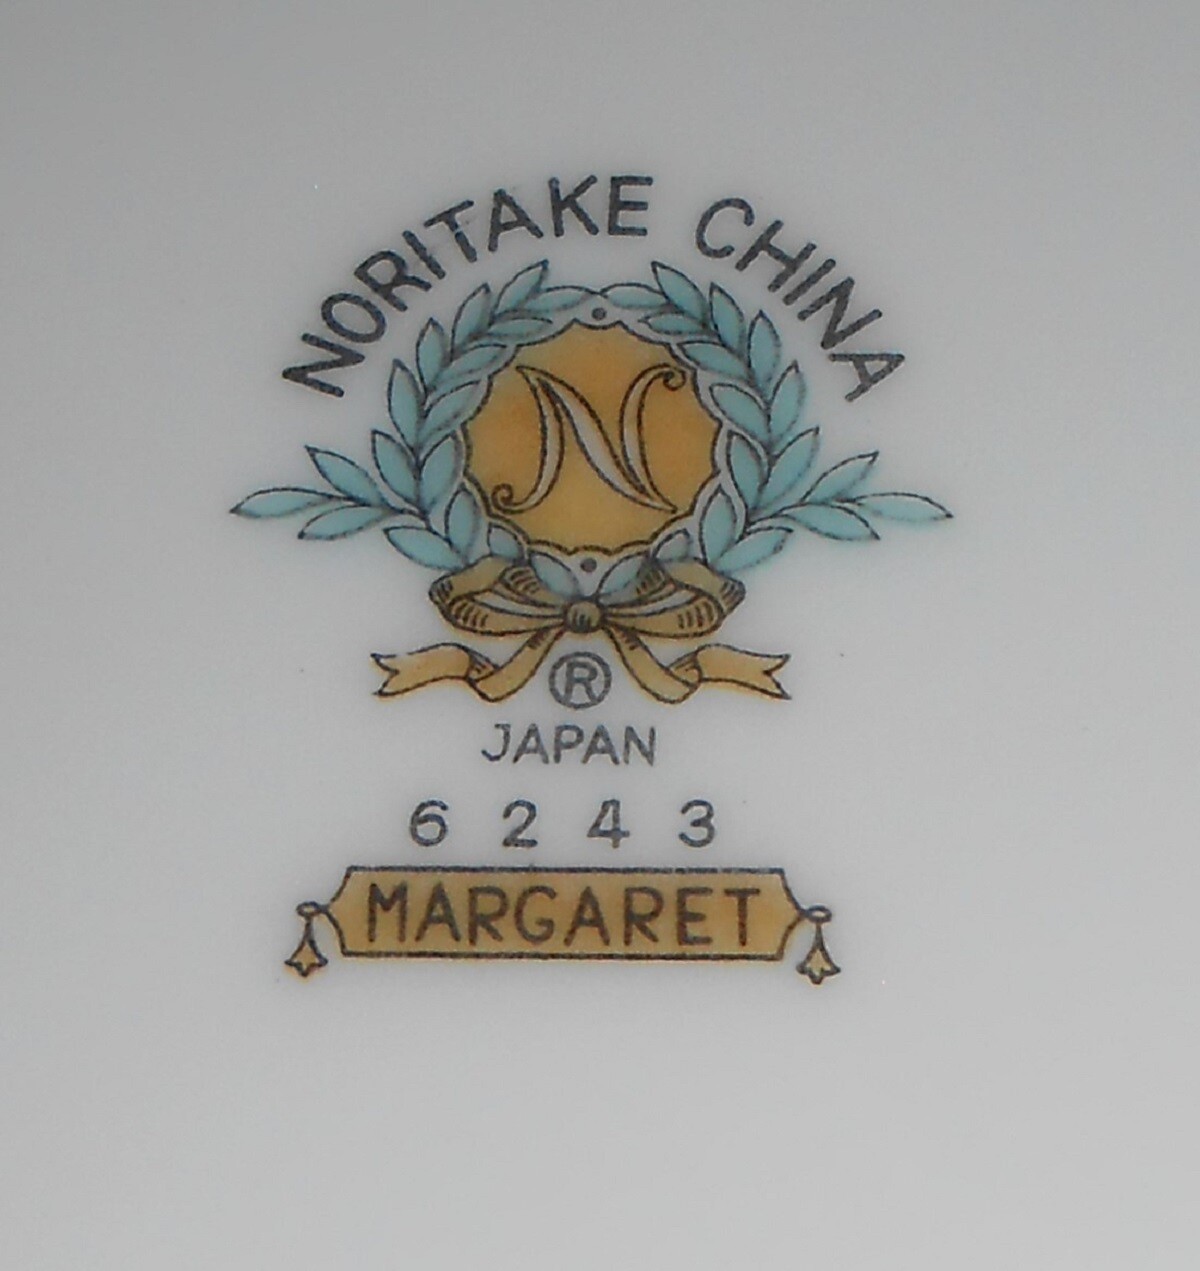 NORITAKE CHINA
N
®
JAPAN
6243
MARGARET